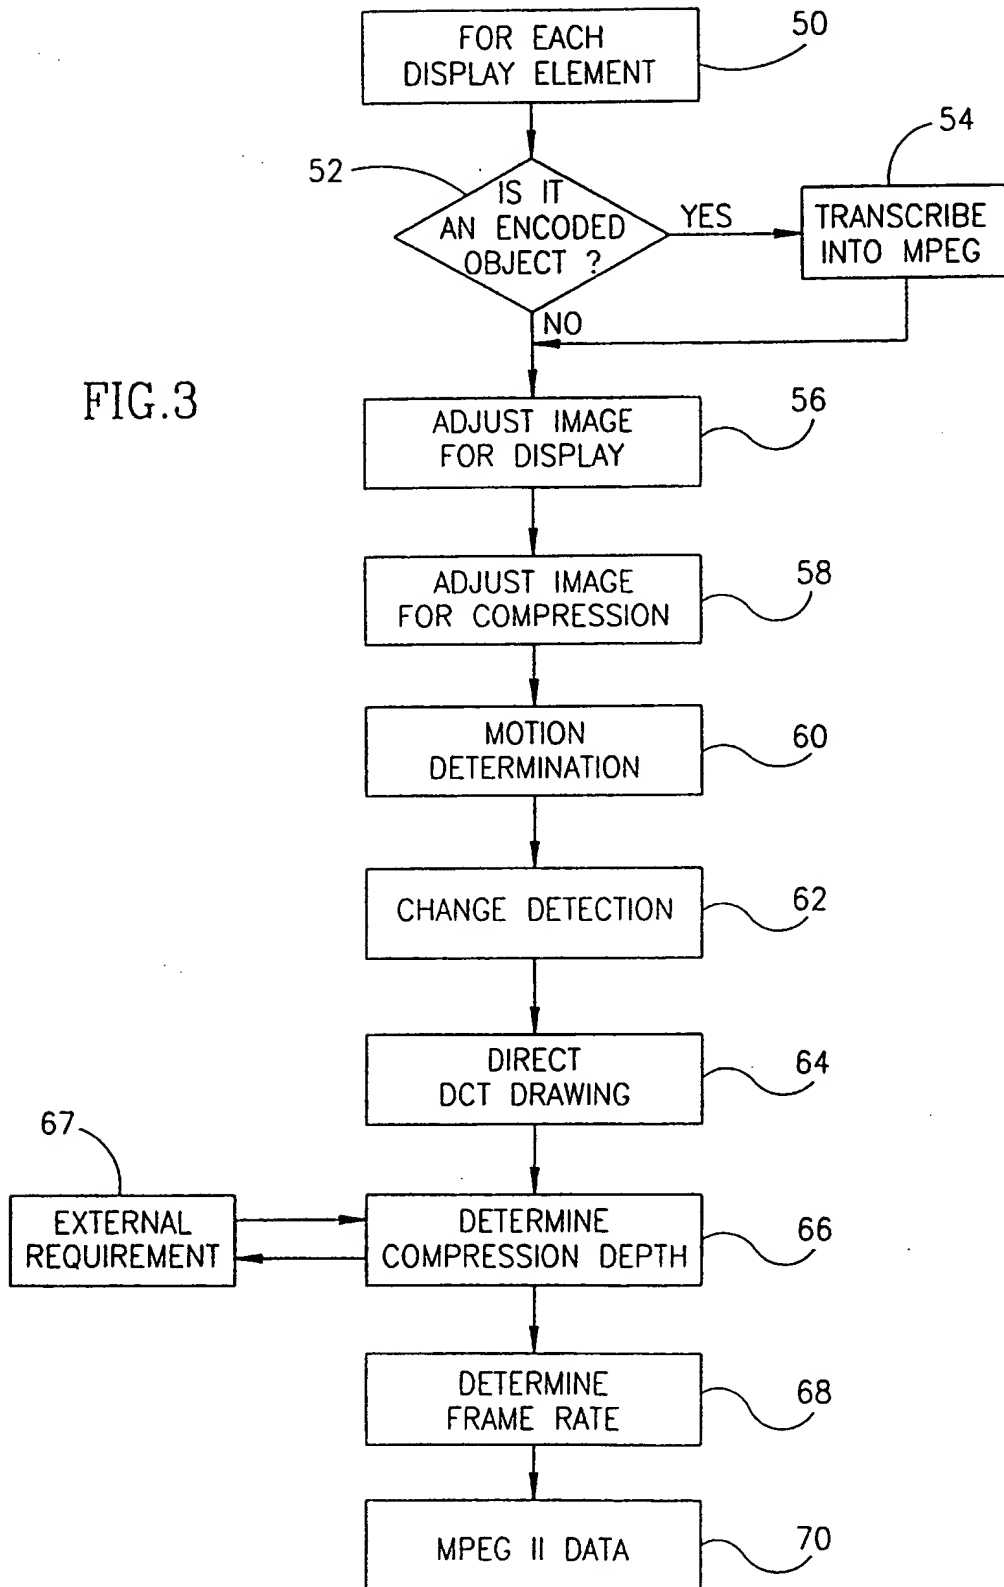 FOR EACH
DISPLAY ELEMENT
50
52
IS IT
AN ENCODED
OBJECT ?
YES
54
TRANSCRIBE
INTO MPEG
NO
FIG.3
ADJUST IMAGE
FOR DISPLAY
56
ADJUST IMAGE
FOR COMPRESSION
58
MOTION
DETERMINATION
60
CHANGE DETECTION
62
DIRECT
DCT DRAWING
64
67
EXTERNAL
REQUIREMENT
DETERMINE
COMPRESSION DEPTH
66
DETERMINE
FRAME RATE
68
MPEG II DATA
70